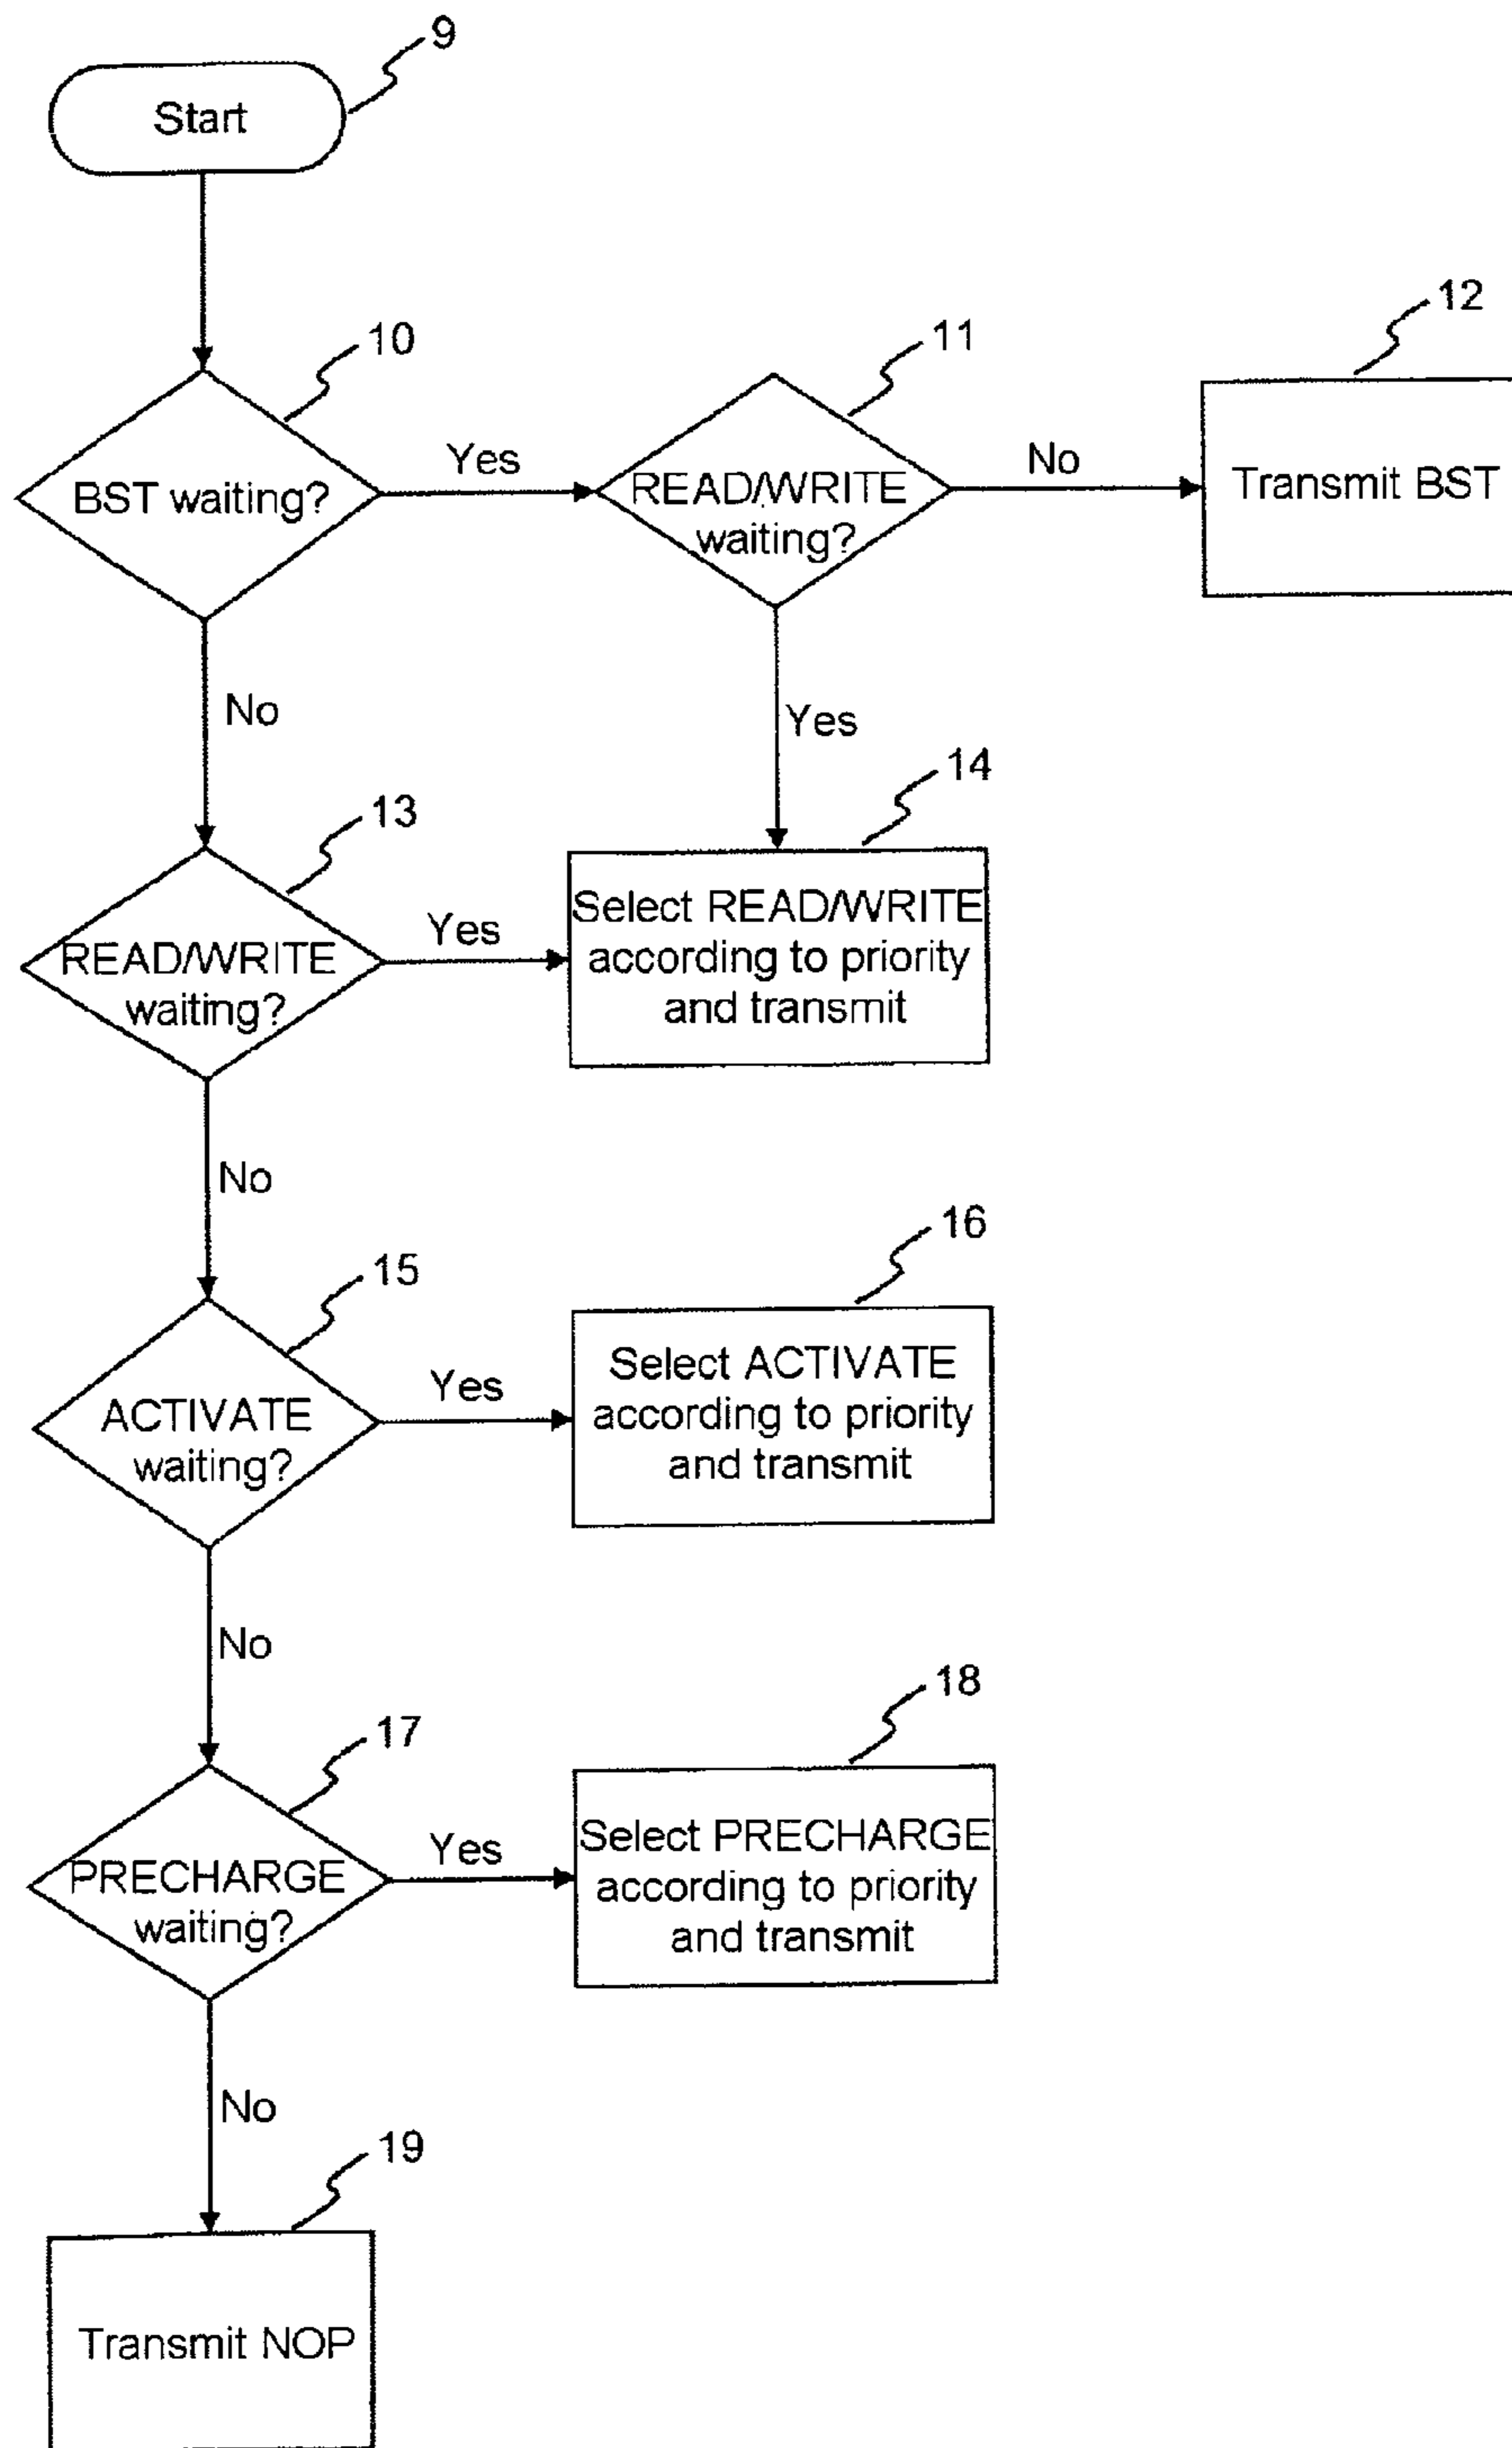 9
Start
10
11
12
BST waiting?
Yes
READ/WRITE
waiting?
No
Transmit BST
No
Yes
13
14
READ/WRITE
waiting?
Yes
Select READ/WRITE
according to priority
and transmit
No
15
16
ACTIVATE
waiting?
Yes
Select ACTIVATE
according to priority
and transmit
No
17
18
PRECHARGE
waiting?
Yes
Select PRECHARGE
according to priority
and transmit
No
19
Transmit NOP